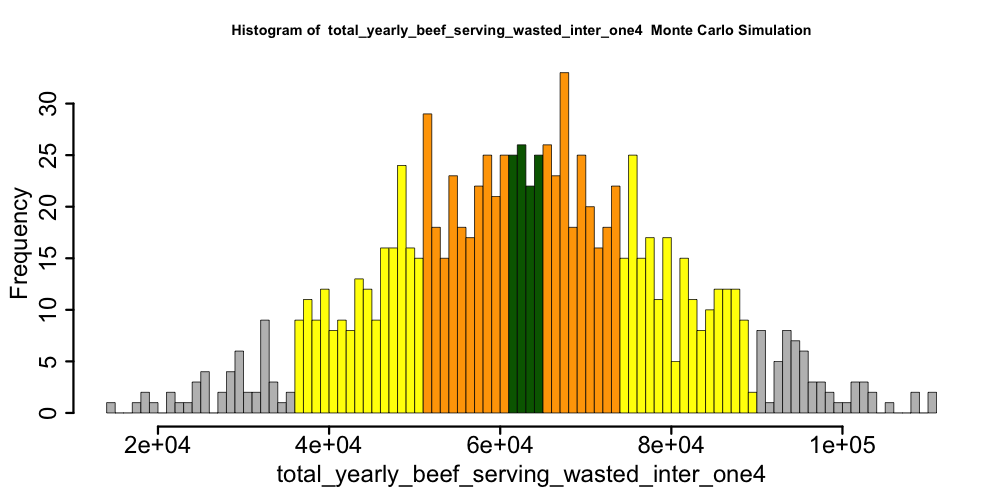 Histogram of  total_yearly_beef_serving_wasted_inter_one4  Monte Carlo Simulation
Frequency
30
25
20
15
10
5
0
2e+04 4e+04 6e+04 8e+04 1e+05
total_yearly_beef_serving_wasted_inter_one4